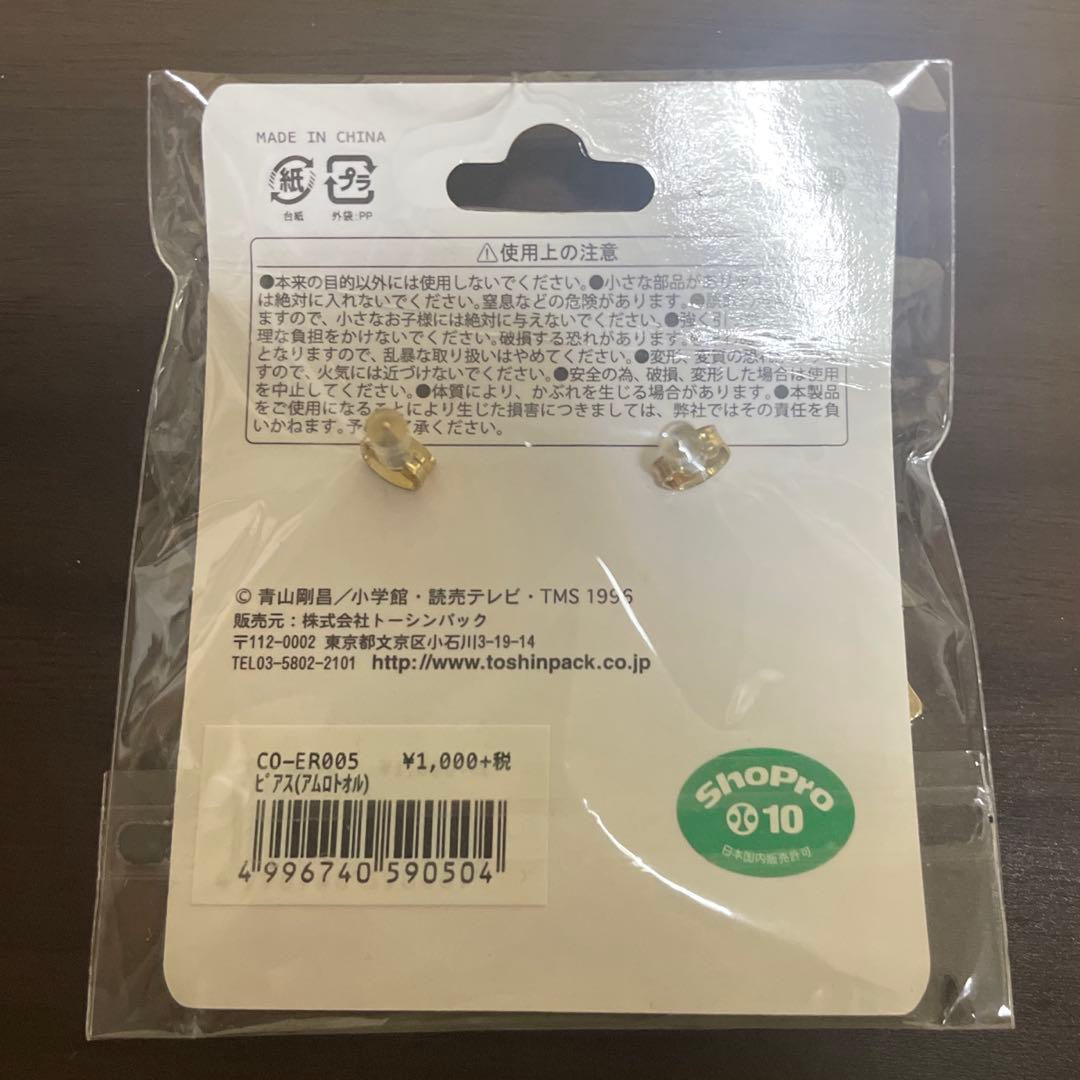 MADE IN CHINA
紙 プラ
台紙 外袋:PP
⚠使用上の注意
●本来の目的以外には使用しないでください。●小さな部品があ
は絶対に入れないでください。窒息などの危険があります。
ますので、小さなお子様には絶対に与えないでください。●強く引
理な負担をかけないでください。破損する恐れがあります。
となりますので、乱暴な取り扱いはやめてください。●変形、変質の恐れ
すので、火気には近づけないでください。●安全の為、破損、変形した場合は使用
を中止してください。●体質により、かぶれを生じる場合があります。●本製品
をご使用になることにより生じた損害につきましては、弊社ではその責任を負
いかねます。予 了承ください。
© 青山剛昌／小学館・読売テレビ・TMS 1996
販売元：株式会社トーシンパック
〒112-0002 東京都文京区小石川3-19-14
TEL03-5802-2101 http://www.toshinpack.co.jp
CO-ER005 ¥1,000+税
ﾋﾟｱｽ(ｱﾑﾛﾄｵﾙ)
4 996740 590504
ShoPro
10
日本国内販売許可